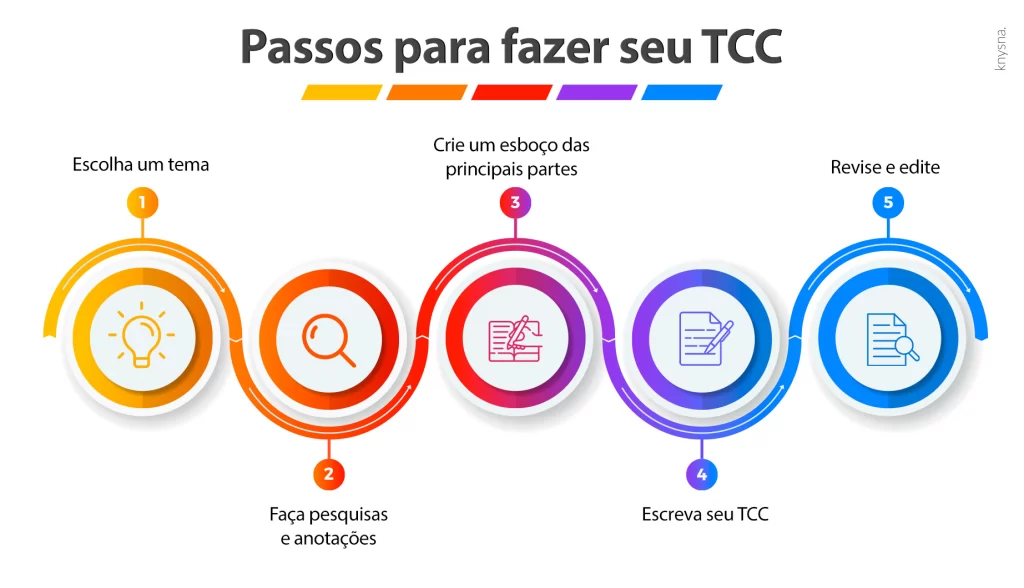 Passos para fazer seu TCC
knysna.
Escolha um tema
1
Faça pesquisas
e anotações
2
Crie um esboço das
principais partes
3
Escreva seu TCC
4
Revise e edite
5